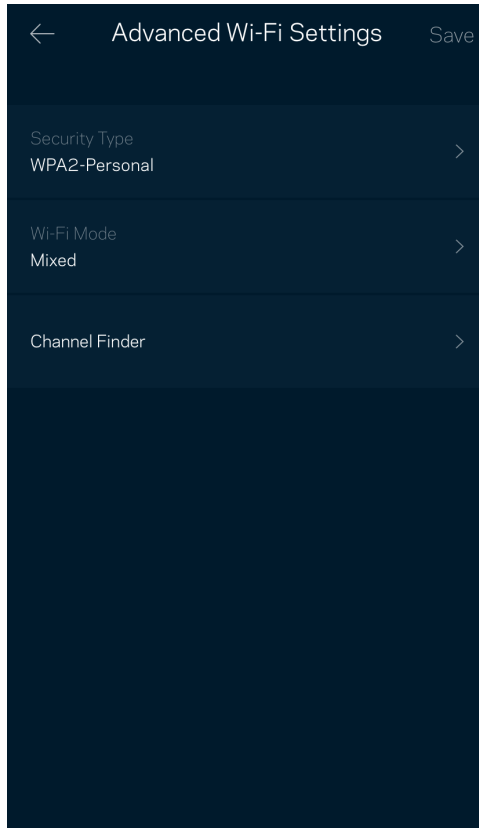 Advanced Wi-Fi Settings Save
Security Type
WPA2-Personal
Wi-Fi Mode
Mixed
Channel Finder